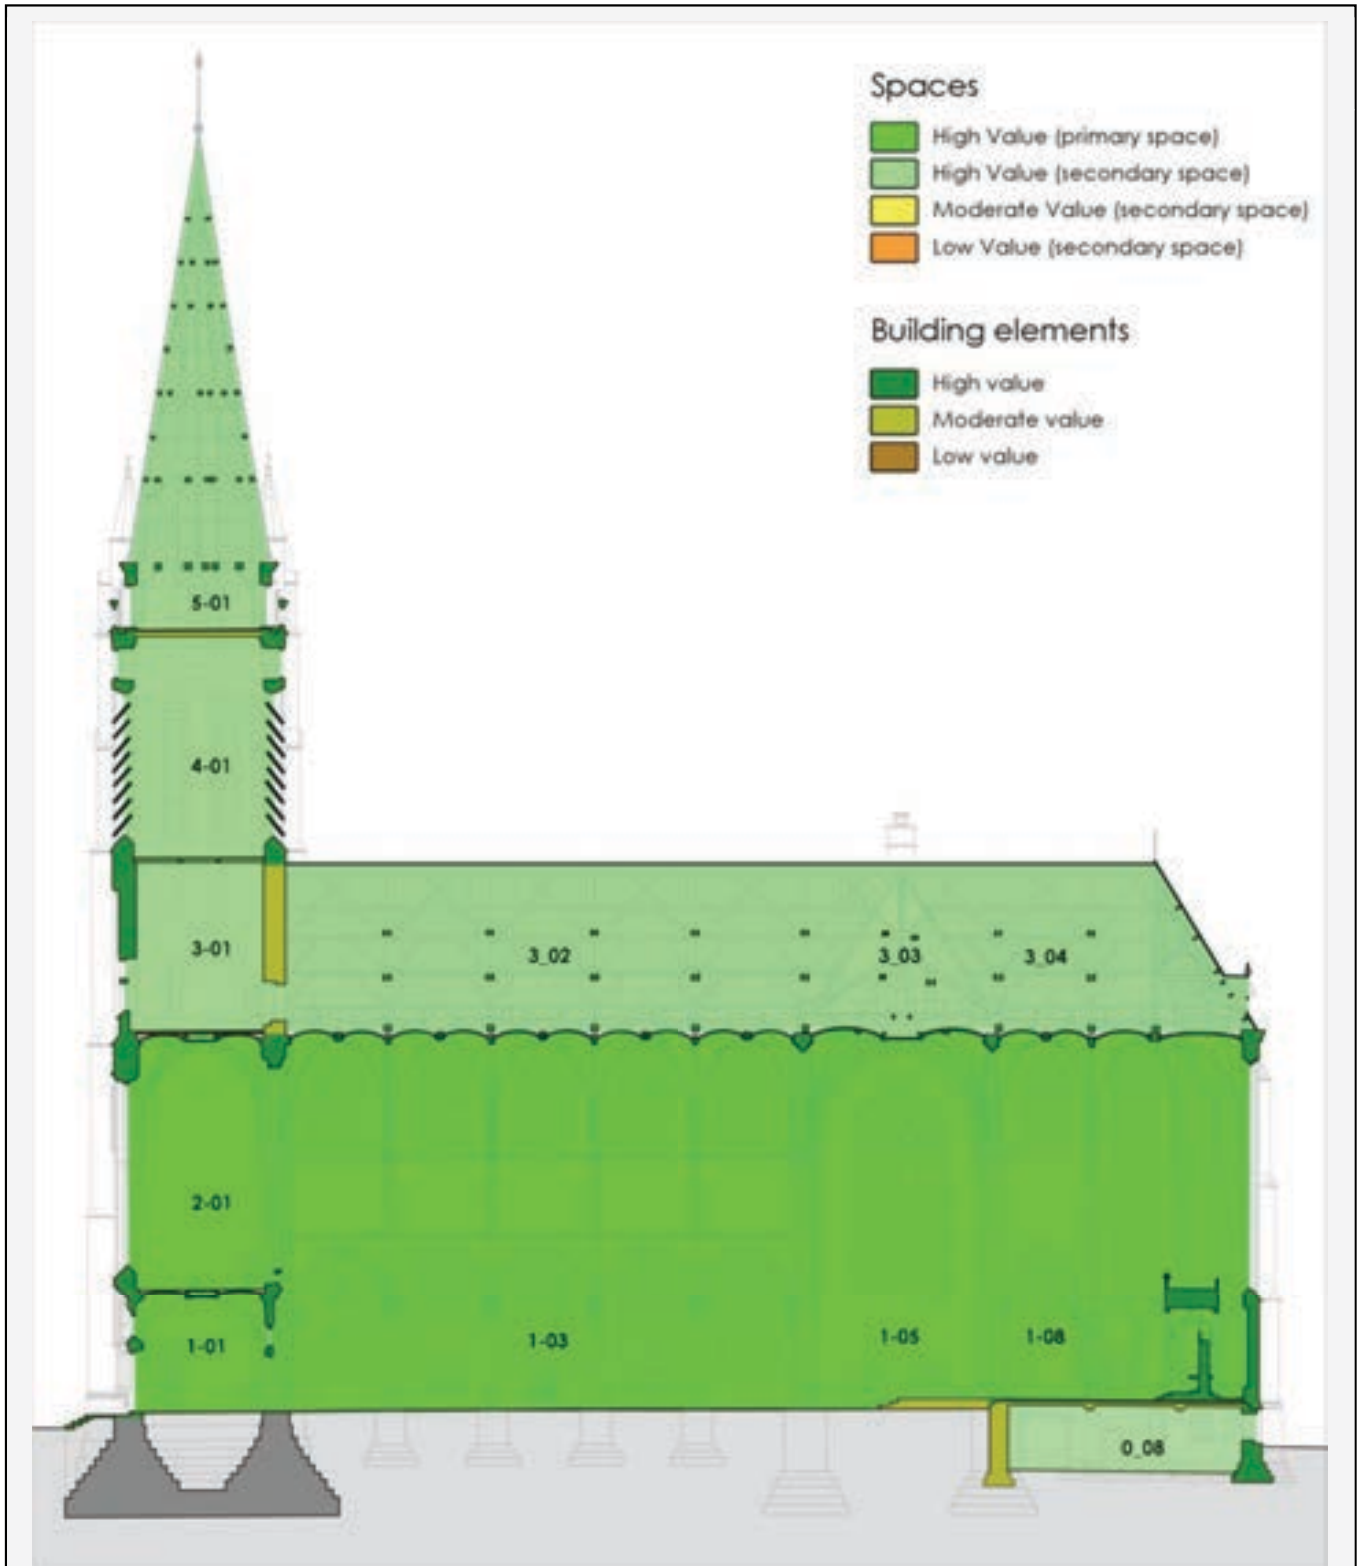 Spaces
High Value (primary space)
High Value (secondary space)
Moderate Value (secondary space)
Low Value (secondary space)
Building elements
High value
Moderate value
Low value
5-01
4-01
3-01
3_02
3_03
3_04
2-01
1-01
1-03
1-05
1-08
0_08